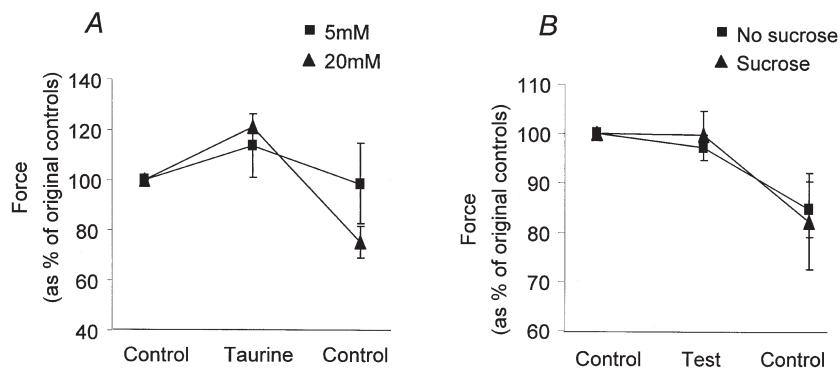 A
5mM
20mM
Force
(as % of original controls)
140
120
100
80
60
40
Control Taurine Control
B
No sucrose
Sucrose
Force
(as % of original controls)
110
100
90
80
70
60
Control Test Control